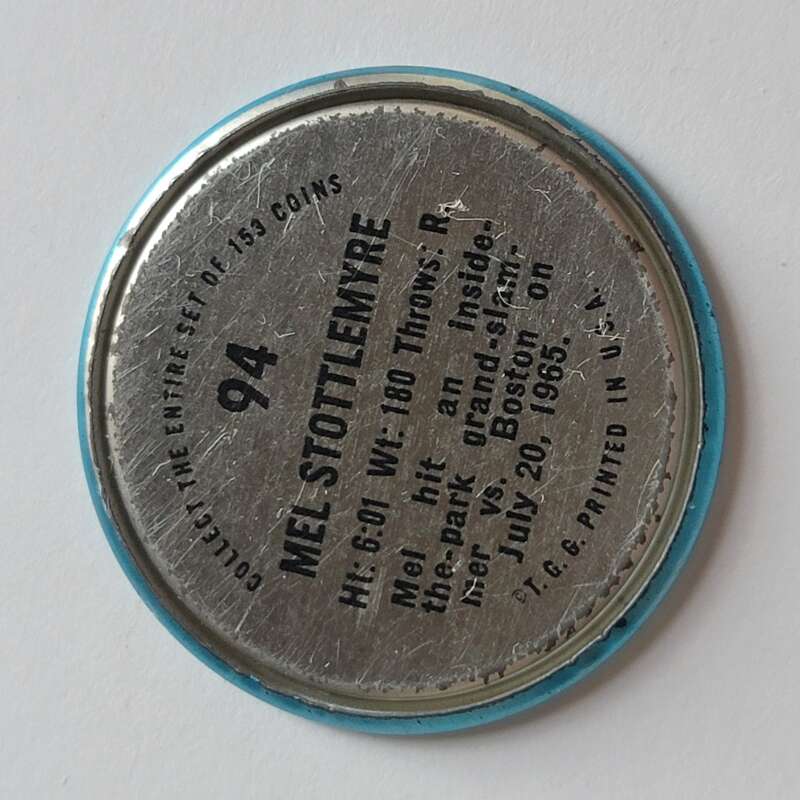 COLLECT THE ENTIRE SET OF 153 COINS
94
MEL STOTTLEMYRE
Ht: 6:01 Wt: 180 Throws: R
Mel hit an inside-
the-park grand-slam-
mer vs. Boston on
July 20, 1965.
©T. C. G. PRINTED IN U.S.A.